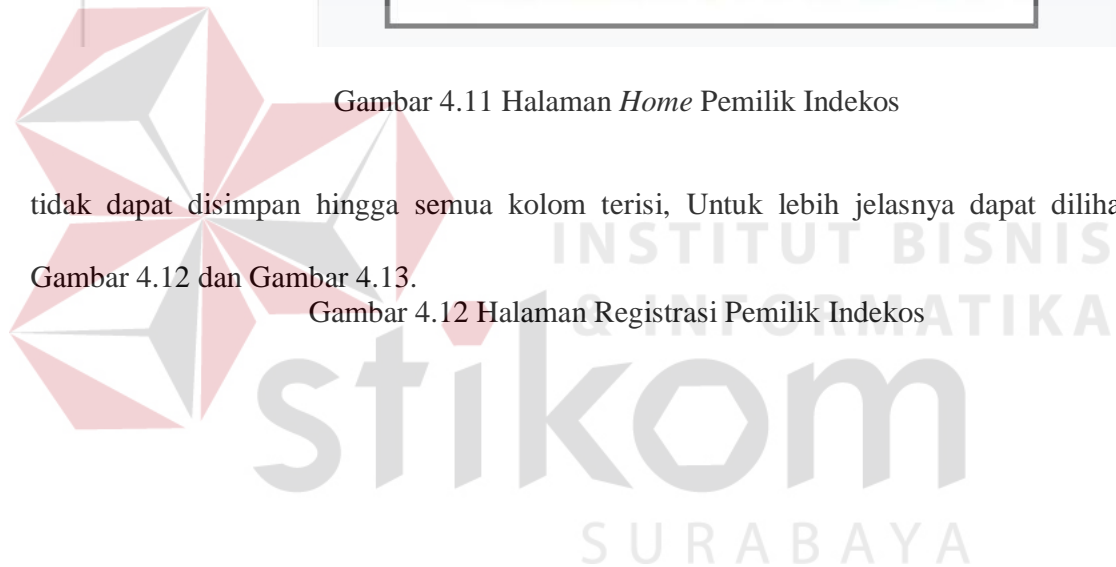 Gambar 4.11 Halaman Home Pemilik Indekos
tidak dapat disimpan hingga semua kolom terisi, Untuk lebih jelasnya dapat
INSTITUT BISNIS
Gambar 4.12 dan Gambar 4.13.
Gambar 4.12 Halaman Registrasi Pemilik Indekos
& INFORMATIKA
stikom
SURABAYA